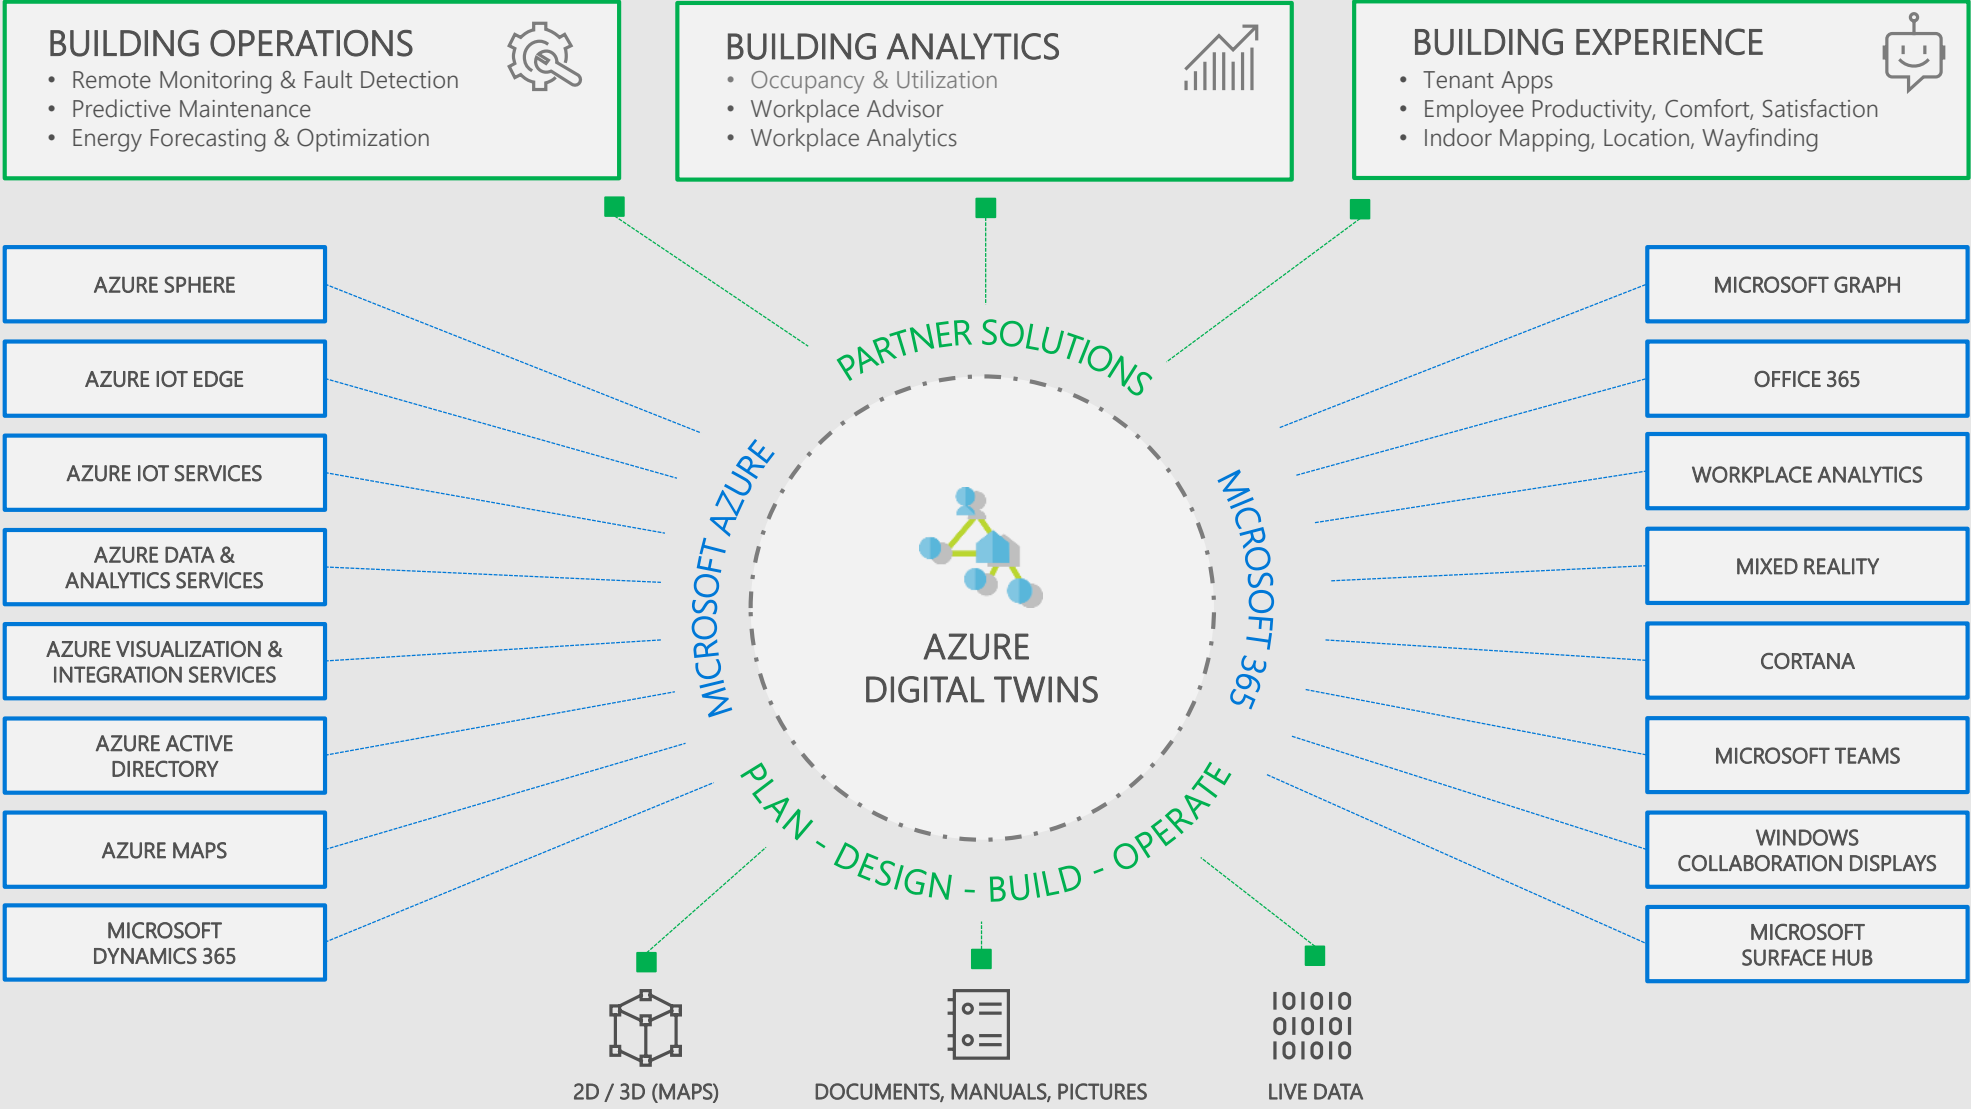 BUILDING OPERATIONS
• Remote Monitoring & Fault Detection
• Predictive Maintenance
• Energy Forecasting & Optimization
BUILDING ANALYTICS
• Occupancy & Utilization
• Workplace Advisor
• Workplace Analytics
BUILDING EXPERIENCE
• Tenant Apps
• Employee Productivity, Comfort, Satisfaction
• Indoor Mapping, Location, Wayfinding
AZURE SPHERE
AZURE IOT EDGE
AZURE IOT SERVICES
AZURE DATA &
ANALYTICS SERVICES
AZURE VISUALIZATION &
INTEGRATION SERVICES
AZURE ACTIVE
DIRECTORY
AZURE MAPS
MICROSOFT
DYNAMICS 365
PARTNER SOLUTIONS
MICROSOFT AZURE
AZURE
DIGITAL TWINS
MICROSOFT 365
PLAN - DESIGN - BUILD - OPERATE
MICROSOFT GRAPH
OFFICE 365
WORKPLACE ANALYTICS
MIXED REALITY
CORTANA
MICROSOFT TEAMS
WINDOWS
COLLABORATION DISPLAYS
MICROSOFT
SURFACE HUB
101010
010101
101010
2D / 3D (MAPS)
DOCUMENTS, MANUALS, PICTURES
LIVE DATA